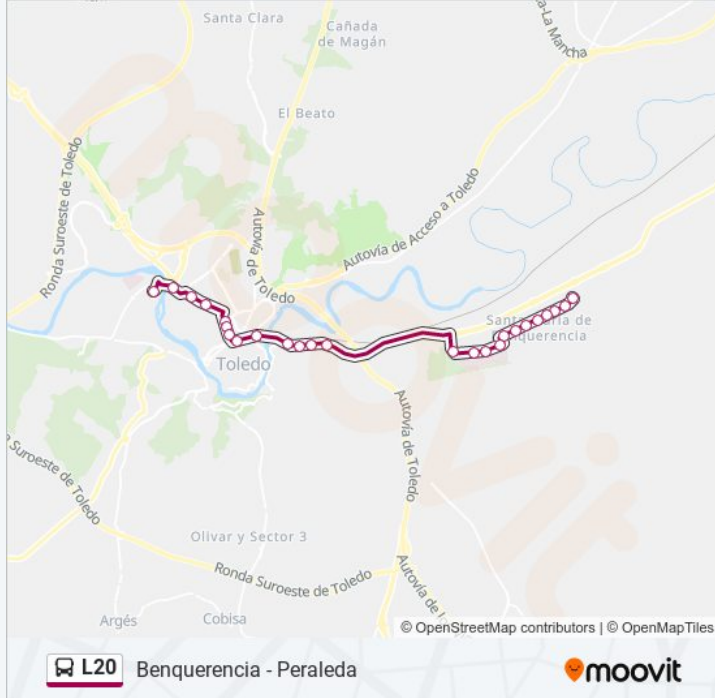 Santa Clara
Cañada
de Magán
a-La Mancha
El Beato
Ronda Suroeste de Toledo
Autovía de Toledo
Autovía de Acceso a Toledo
Santa María de
Benquerencia
Toledo
Autovía de Toledo
Suroeste de Toledo
Olivar y Sector 3
Ronda Suroeste de Toledo
Autovía de
Argés
Cobisa
© OpenStreetMap contributors | © OpenMapTiles
L20
Benquerencia - Peraleda
moovit